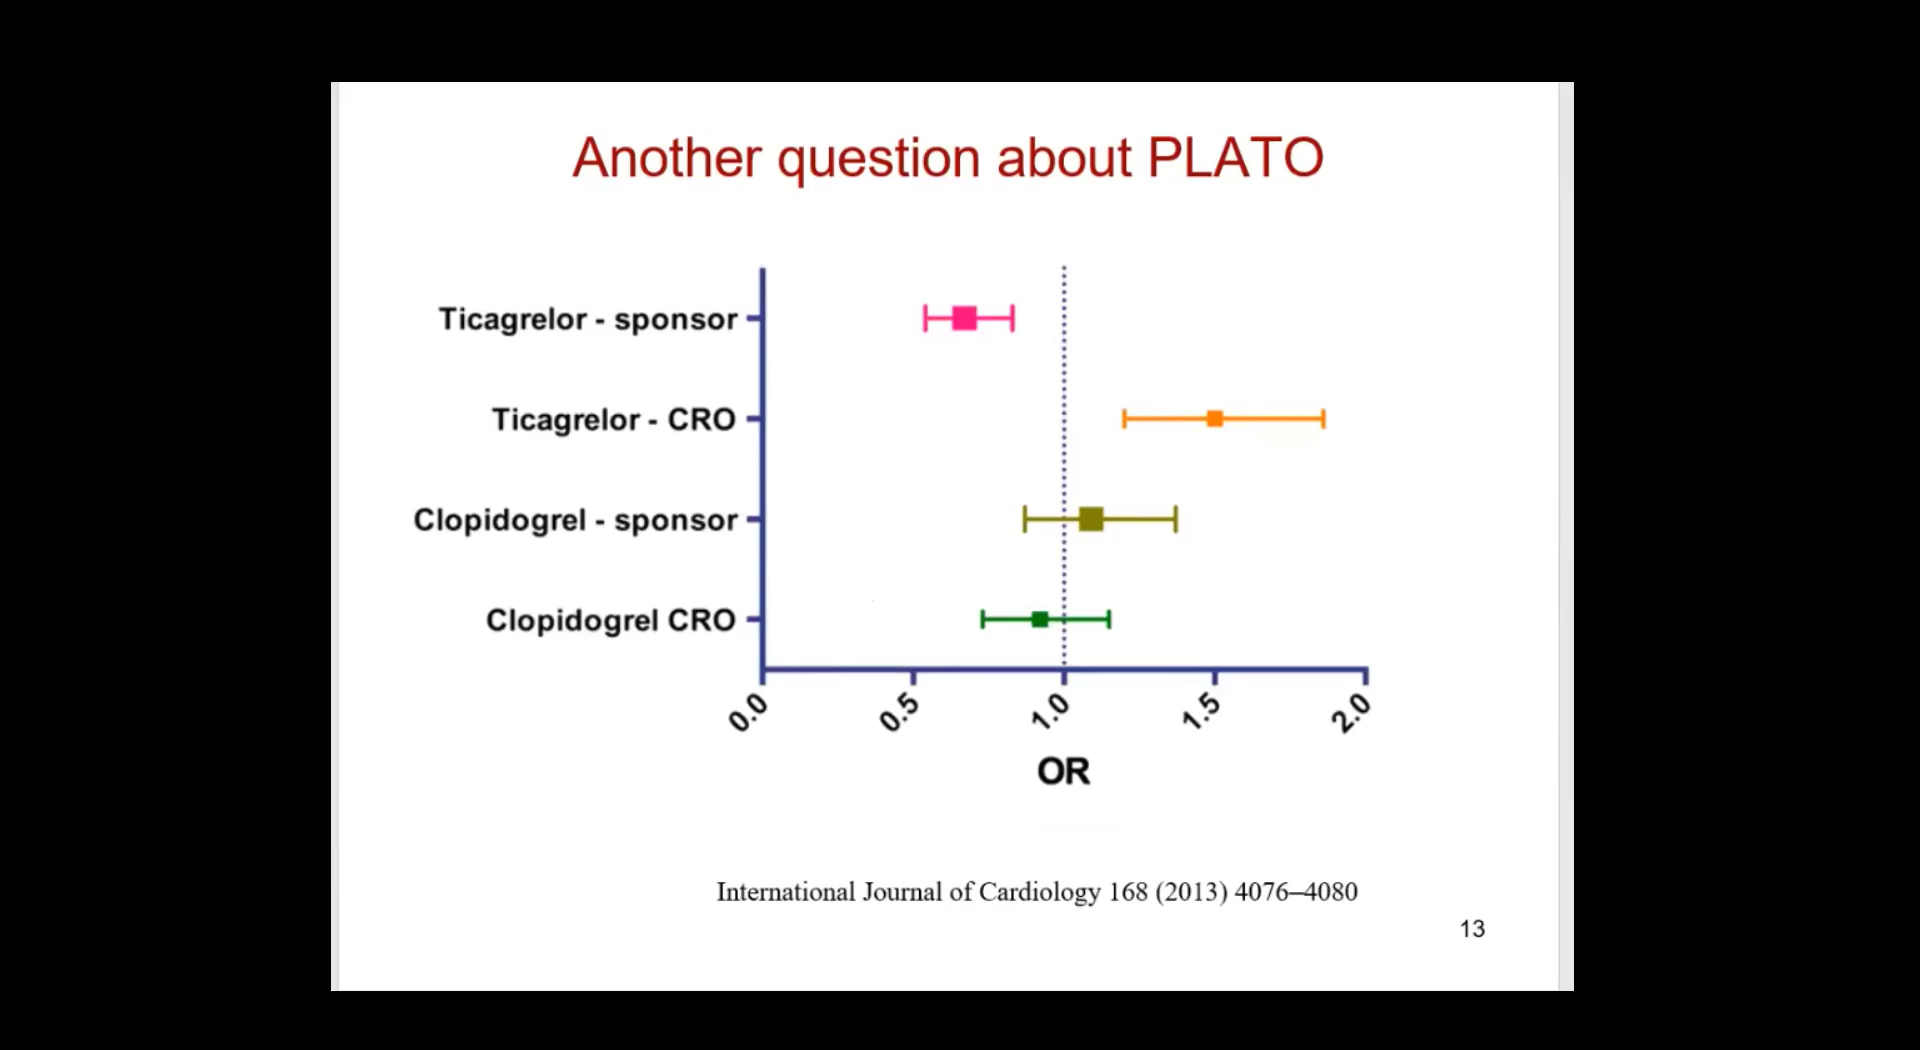 Another question about PLATO
Ticagrelor - sponsor
Ticagrelor - CRO
Clopidogrel - sponsor
Clopidogrel CRO
0.0 0.5 1.0 1.5 2.0
OR
International Journal of Cardiology 168 (2013) 4076–4080
13